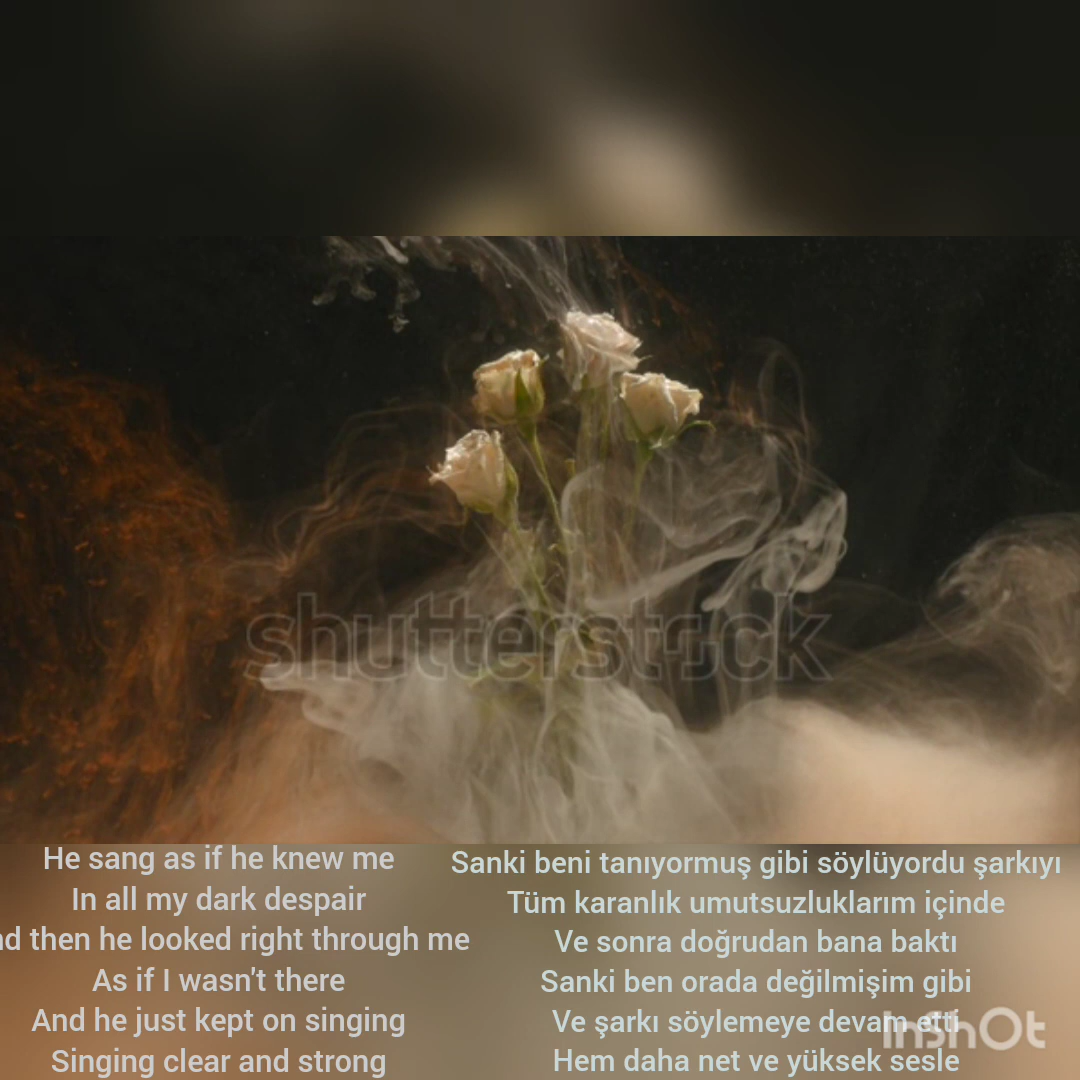 shutterstock
He sang as if he knew me
In all my dark despair
then he looked right through me
As if I wasn't there
And he just kept on singing
Singing clear and strong
Sanki beni tanıyormuş gibi söylüyordu şarkıyı
Tüm karanlık umutsuzluklarım içinde
Ve sonra doğrudan bana baktı
Sanki ben orada değilmişim gibi
Ve şarkı söylemeye devam etti
Hem daha net ve yüksek sesle
InShOt